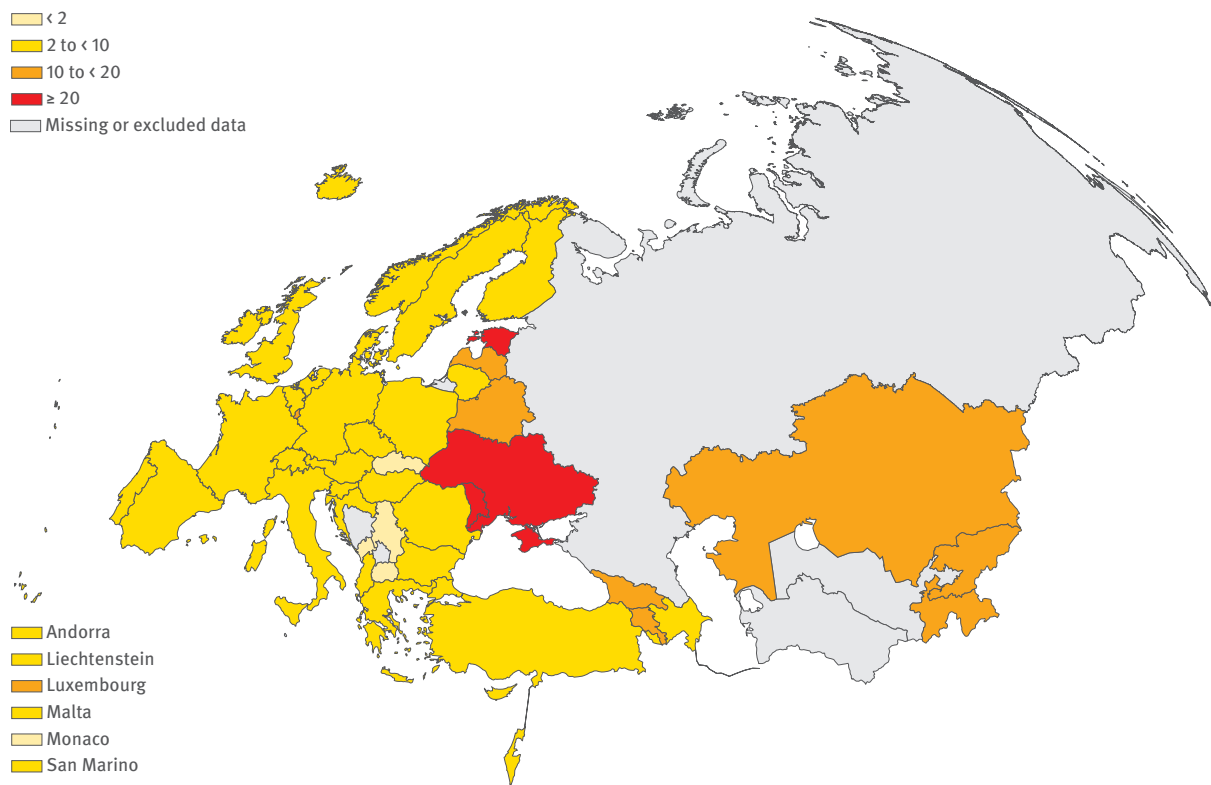 < 2
2 to < 10
10 to < 20
≥ 20
Missing or excluded data
Andorra
Liechtenstein
Luxembourg
Malta
Monaco
San Marino